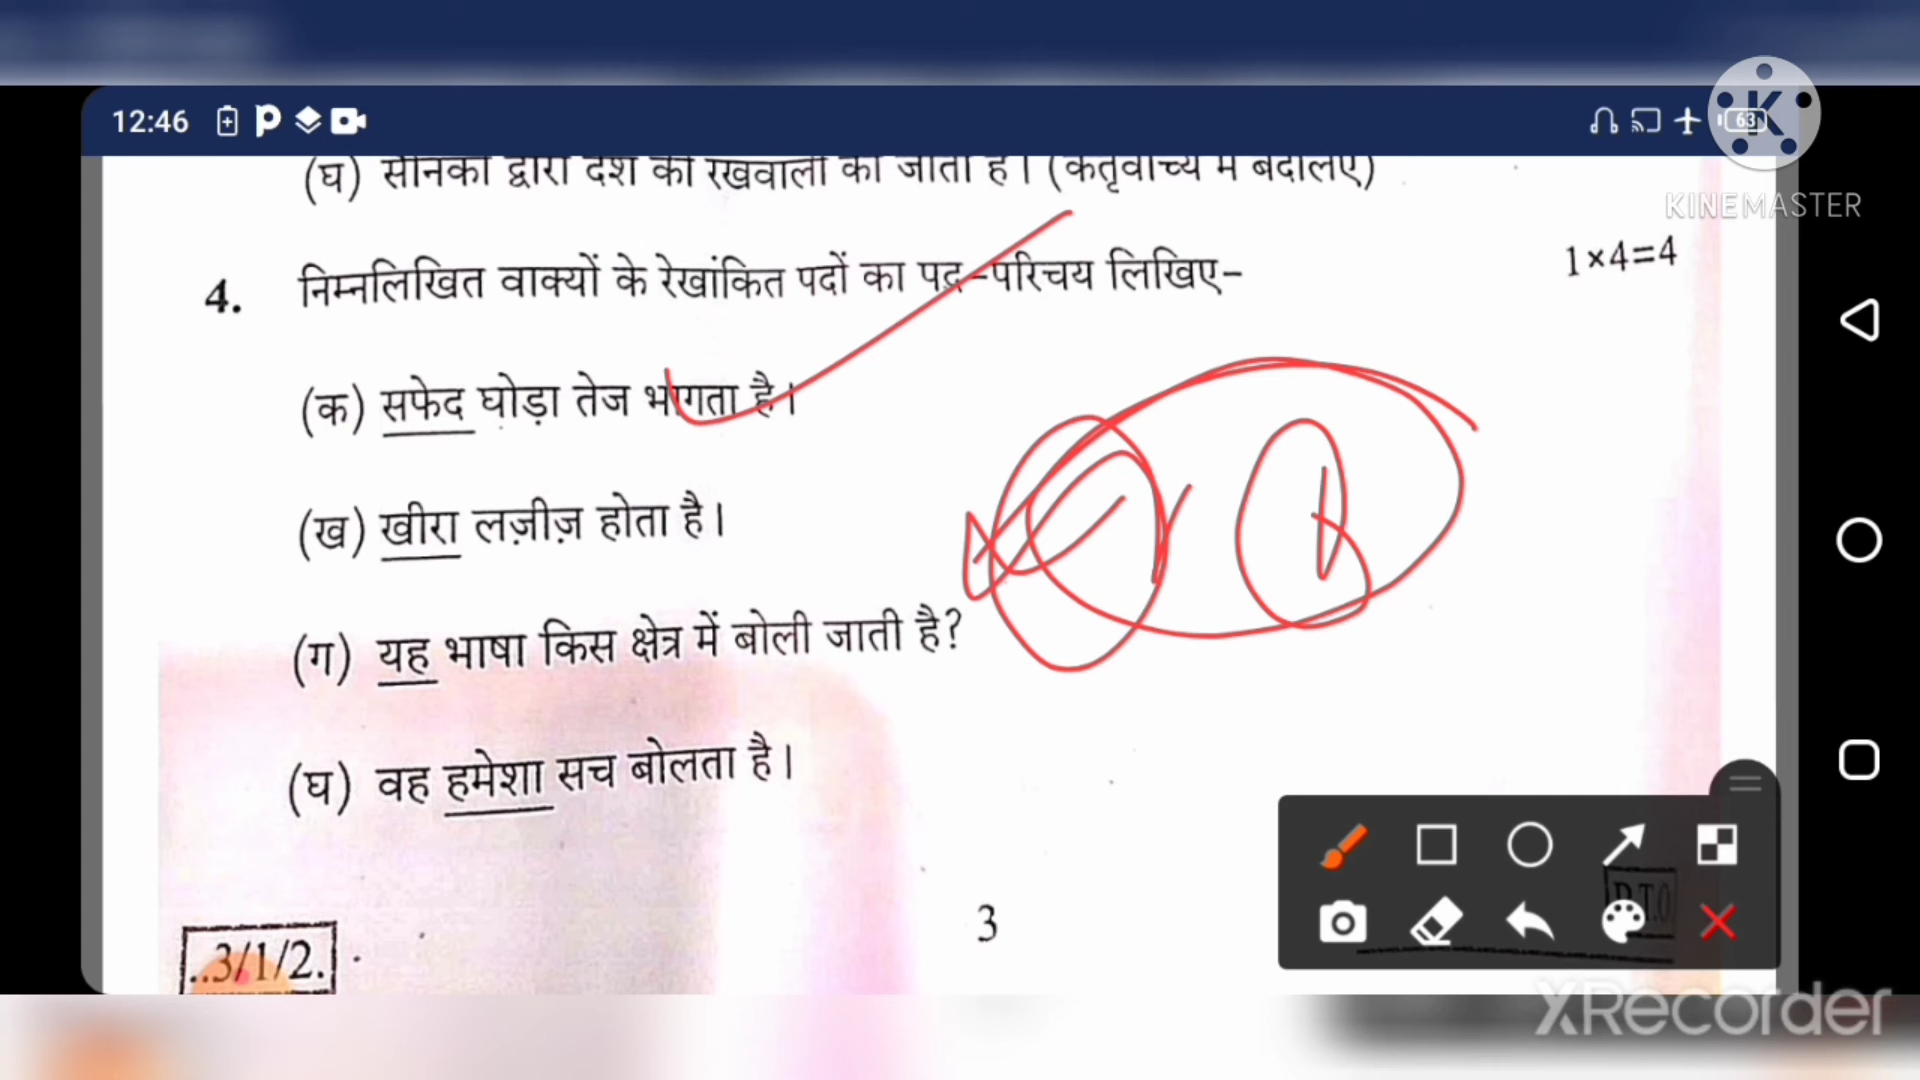 12:46 63
KINEMASTER
(घ) सैनिकों द्वारा देश की रखवाली की जाती है। (कर्तृवाच्य में बदलिए)
4. निम्नलिखित वाक्यों के रेखांकित पदों का पद-परिचय लिखिए- 1×4=4
(क) सफेद घोड़ा तेज भागता है।
(ख) खीरा लज़ीज़ होता है।
(ग) यह भाषा किस क्षेत्र में बोली जाती है?
(घ) वह हमेशा सच बोलता है।
3
P.T.O
..3/1/2.
XRecorder